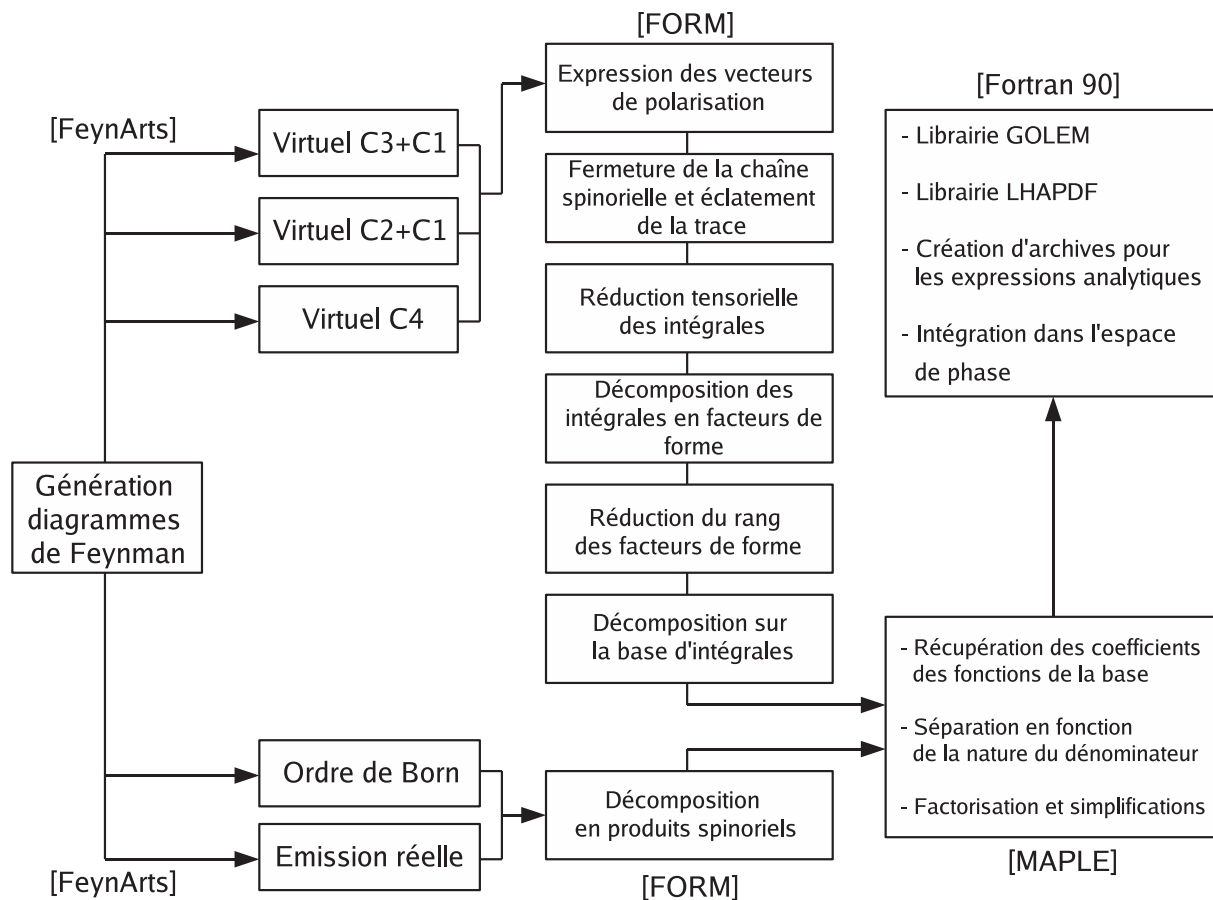 [FORM]
Expression des vecteurs
de polarisation
[Fortran 90]
[FeynArts]
- Librairie GOLEM
- Librairie LHAPDF
- Création d'archives pour
les expressions analytiques
- Intégration dans l'espace
de phase
Virtuel C3+C1
Virtuel C2+C1
Virtuel C4
Fermeture de la chaîne
spinorielle et éclatement
de la trace
Réduction tensorielle
des intégrales
Décomposition des
intégrales en facteurs de
forme
Génération
diagrammes
de Feynman
Réduction du rang
des facteurs de forme
Décomposition sur
la base d'intégrales
- Récupération des coefficients
des fonctions de la base
- Séparation en fonction
de la nature du dénominateur
- Factorisation et simplifications
[MAPLE]
Ordre de Born
Emission réelle
[FeynArts]
Décomposition
en produits spinoriels
[FORM]